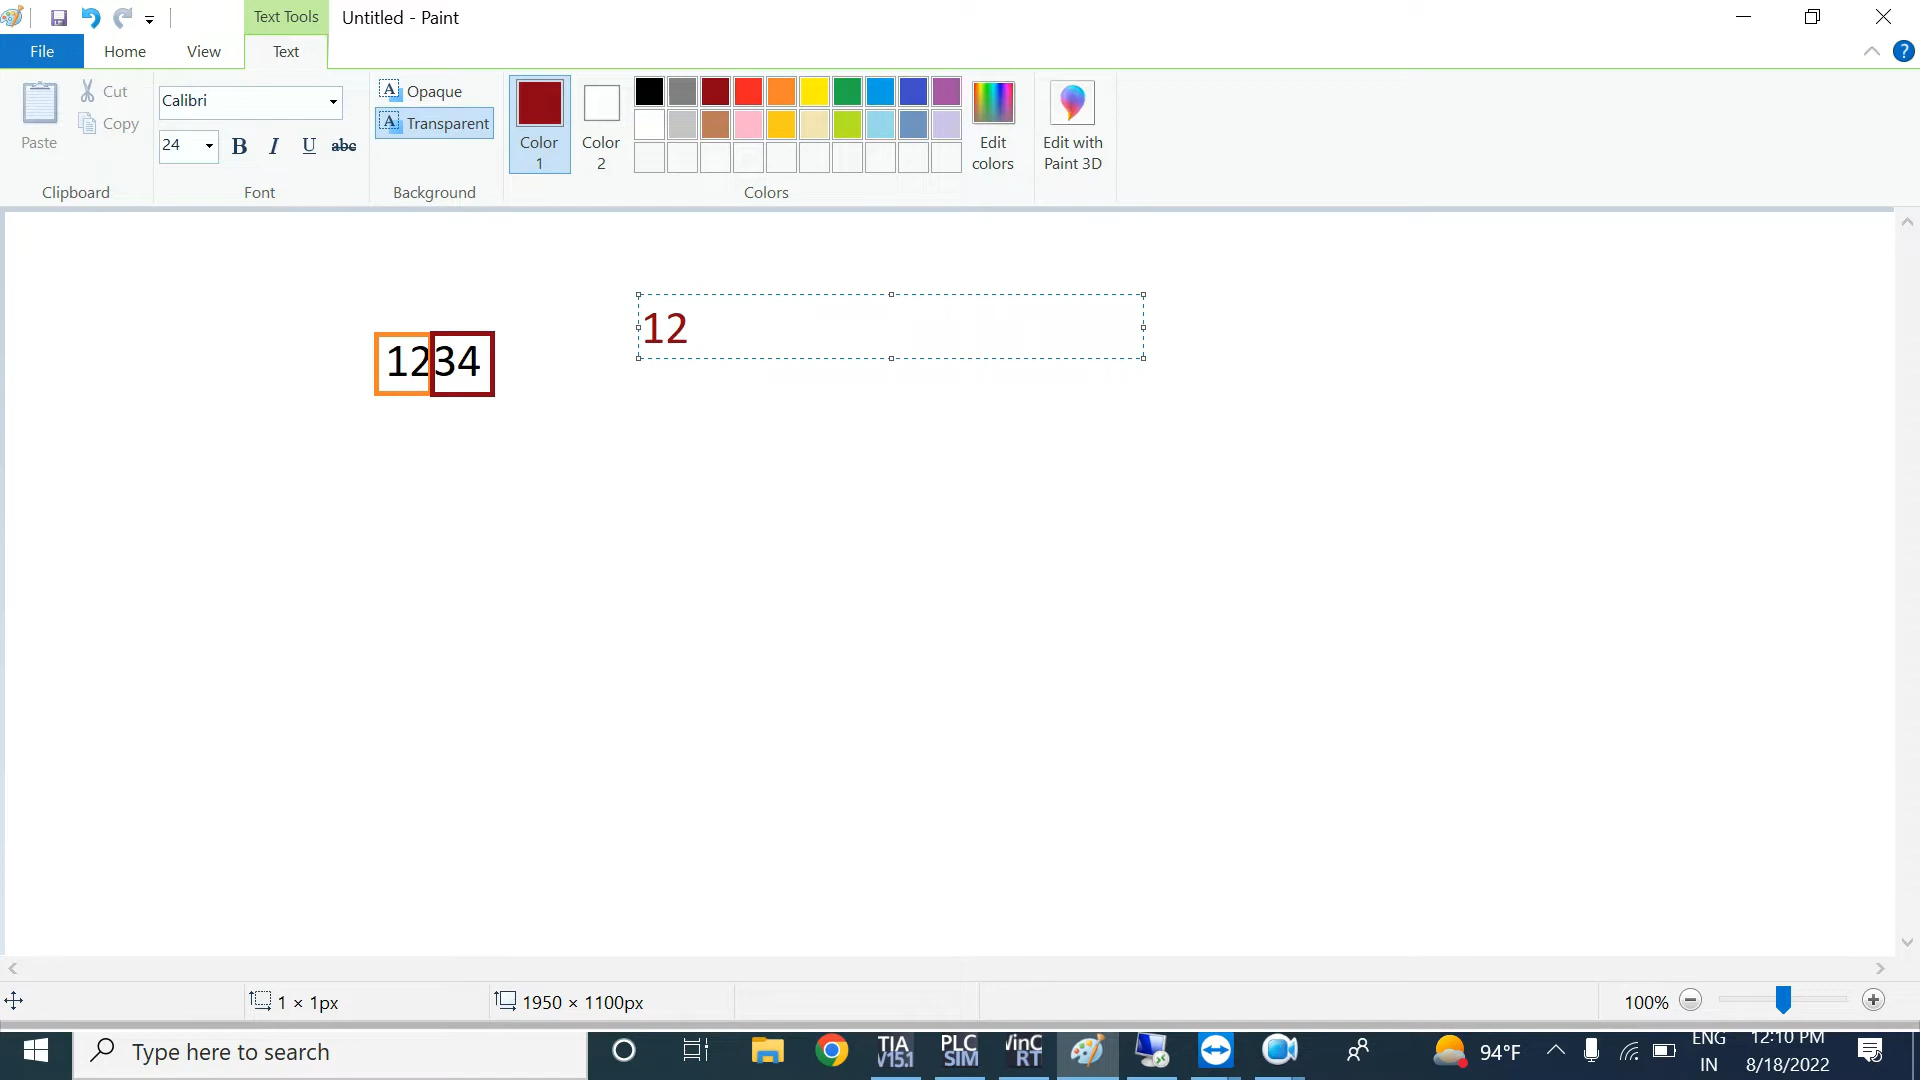 Text Tools
Untitled - Paint
File
Home
View
Text
Paste
Cut
Copy
Clipboard
Calibri
24
B I U abc
Font
A Opaque
A Transparent
Background
Color 1
Color 2
Colors
Edit colors
Edit with Paint 3D
12
1234
1 × 1px
1950 × 1100px
100%
Type here to search
TIA V15.1
PLC SIM
WinC RT
94°F
ENG IN
12:10 PM
8/18/2022